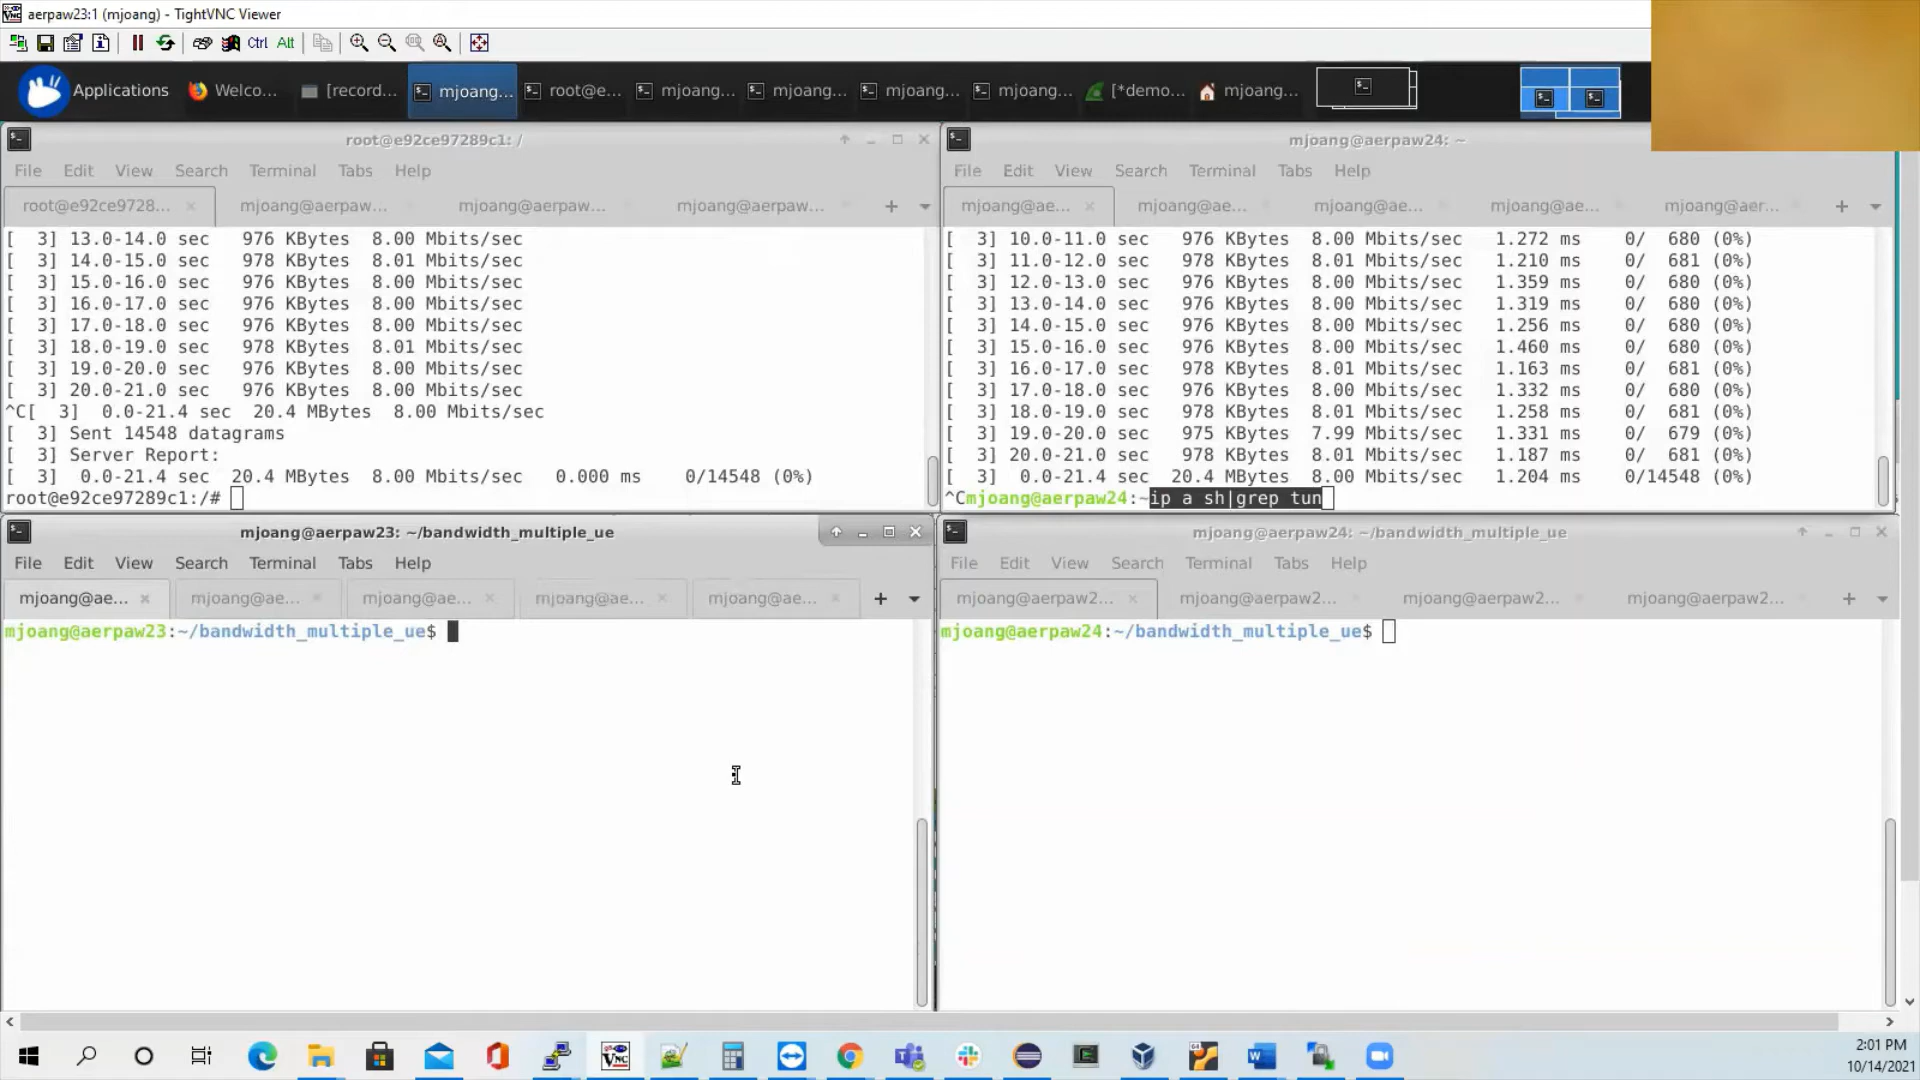 aerpaw23:1 (mjoang) - TightVNC Viewer
Ctrl Alt
Applications Welco... [record... mjoang... root@e... mjoang... mjoang... mjoang... mjoang... [*demo... mjoang...
root@e92ce97289c1: /
File Edit View Search Terminal Tabs Help
root@e92ce9728... mjoang@aerpaw... mjoang@aerpaw... mjoang@aerpaw...
[  3] 13.0-14.0 sec   976 KBytes  8.00 Mbits/sec
[  3] 14.0-15.0 sec   978 KBytes  8.01 Mbits/sec
[  3] 15.0-16.0 sec   976 KBytes  8.00 Mbits/sec
[  3] 16.0-17.0 sec   976 KBytes  8.00 Mbits/sec
[  3] 17.0-18.0 sec   976 KBytes  8.00 Mbits/sec
[  3] 18.0-19.0 sec   978 KBytes  8.01 Mbits/sec
[  3] 19.0-20.0 sec   976 KBytes  8.00 Mbits/sec
[  3] 20.0-21.0 sec   976 KBytes  8.00 Mbits/sec
^C[  3]  0.0-21.4 sec  20.4 MBytes  8.00 Mbits/sec
[  3] Sent 14548 datagrams
[  3] Server Report:
[  3]  0.0-21.4 sec  20.4 MBytes  8.00 Mbits/sec   0.000 ms    0/14548 (0%)
root@e92ce97289c1:/#
mjoang@aerpaw24: ~
File Edit View Search Terminal Tabs Help
mjoang@ae... mjoang@ae... mjoang@ae... mjoang@ae... mjoang@aer...
[  3] 10.0-11.0 sec   976 KBytes  8.00 Mbits/sec   1.272 ms    0/  680 (0%)
[  3] 11.0-12.0 sec   978 KBytes  8.01 Mbits/sec   1.210 ms    0/  681 (0%)
[  3] 12.0-13.0 sec   976 KBytes  8.00 Mbits/sec   1.359 ms    0/  680 (0%)
[  3] 13.0-14.0 sec   976 KBytes  8.00 Mbits/sec   1.319 ms    0/  680 (0%)
[  3] 14.0-15.0 sec   976 KBytes  8.00 Mbits/sec   1.256 ms    0/  680 (0%)
[  3] 15.0-16.0 sec   976 KBytes  8.00 Mbits/sec   1.460 ms    0/  680 (0%)
[  3] 16.0-17.0 sec   978 KBytes  8.01 Mbits/sec   1.163 ms    0/  681 (0%)
[  3] 17.0-18.0 sec   976 KBytes  8.00 Mbits/sec   1.332 ms    0/  680 (0%)
[  3] 18.0-19.0 sec   978 KBytes  8.01 Mbits/sec   1.258 ms    0/  681 (0%)
[  3] 19.0-20.0 sec   975 KBytes  7.99 Mbits/sec   1.331 ms    0/  679 (0%)
[  3] 20.0-21.0 sec   978 KBytes  8.01 Mbits/sec   1.187 ms    0/  681 (0%)
[  3]  0.0-21.4 sec  20.4 MBytes  8.00 Mbits/sec   1.204 ms    0/14548 (0%)
^Cmjoang@aerpaw24:~ip a sh|grep tun
mjoang@aerpaw23: ~/bandwidth_multiple_ue
File Edit View Search Terminal Tabs Help
mjoang@ae... mjoang@ae... mjoang@ae... mjoang@ae... mjoang@ae...
mjoang@aerpaw23:~/bandwidth_multiple_ue$
mjoang@aerpaw24: ~/bandwidth_multiple_ue
File Edit View Search Terminal Tabs Help
mjoang@aerpaw2... mjoang@aerpaw2... mjoang@aerpaw2... mjoang@aerpaw2...
mjoang@aerpaw24:~/bandwidth_multiple_ue$
2:01 PM
10/14/2021